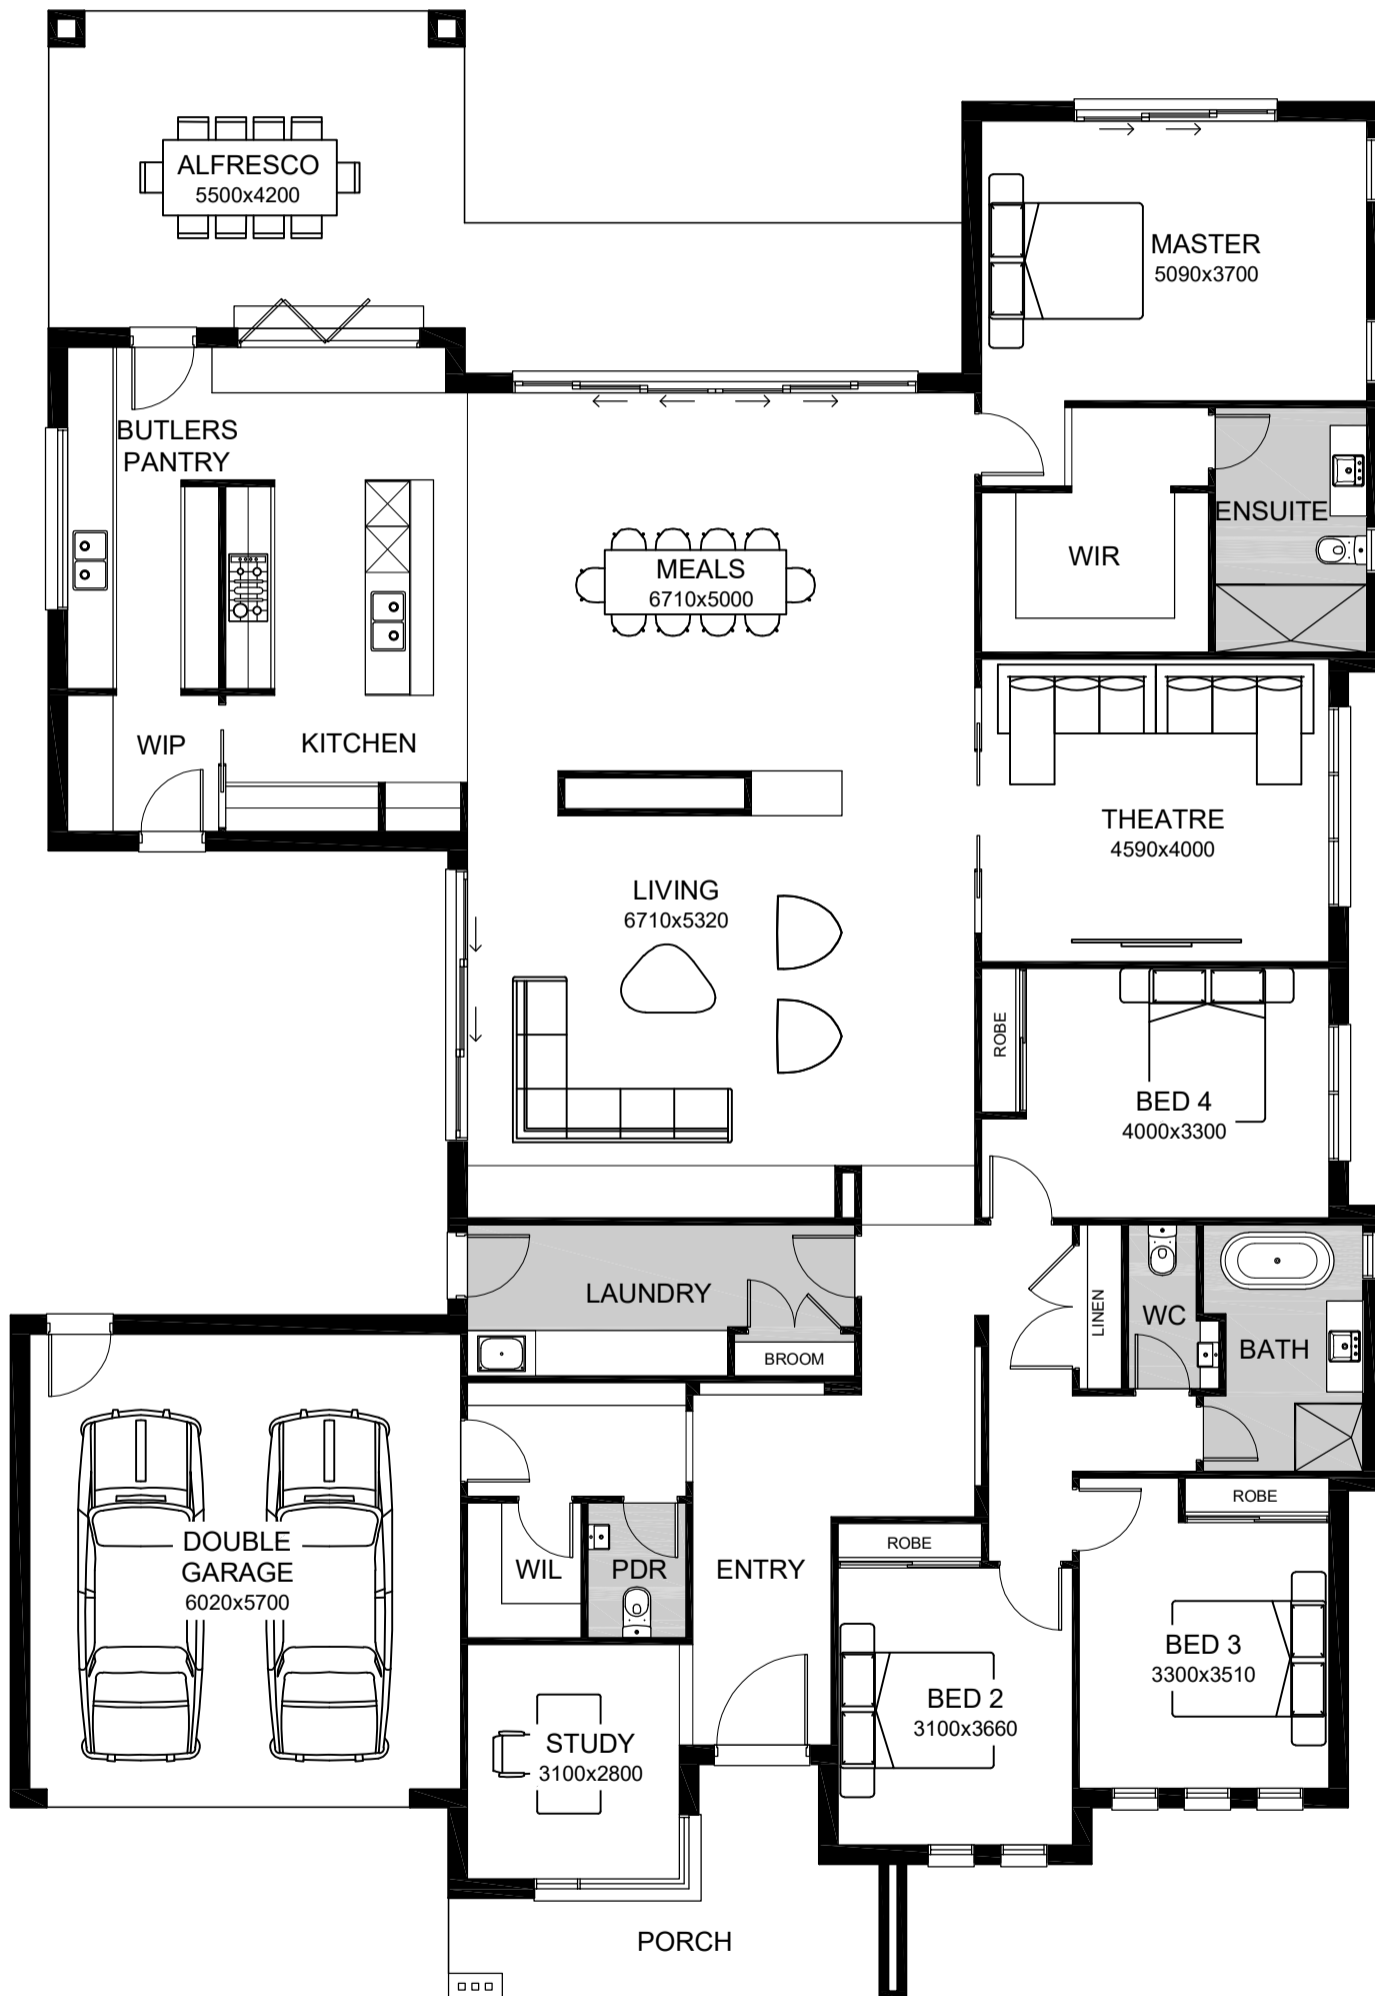 ALFRESCO
5500x4200
MASTER
5090x3700
BUTLERS
PANTRY
ENSUITE
WIR
MEALS
6710x5000
WIP
KITCHEN
THEATRE
4590x4000
LIVING
6710x5320
ROBE
BED 4
4000x3300
LAUNDRY
BROOM
LINEN
WC
BATH
ROBE
DOUBLE
GARAGE
6020x5700
WIL
PDR
ENTRY
ROBE
BED 3
3300x3510
BED 2
3100x3660
STUDY
3100x2800
PORCH